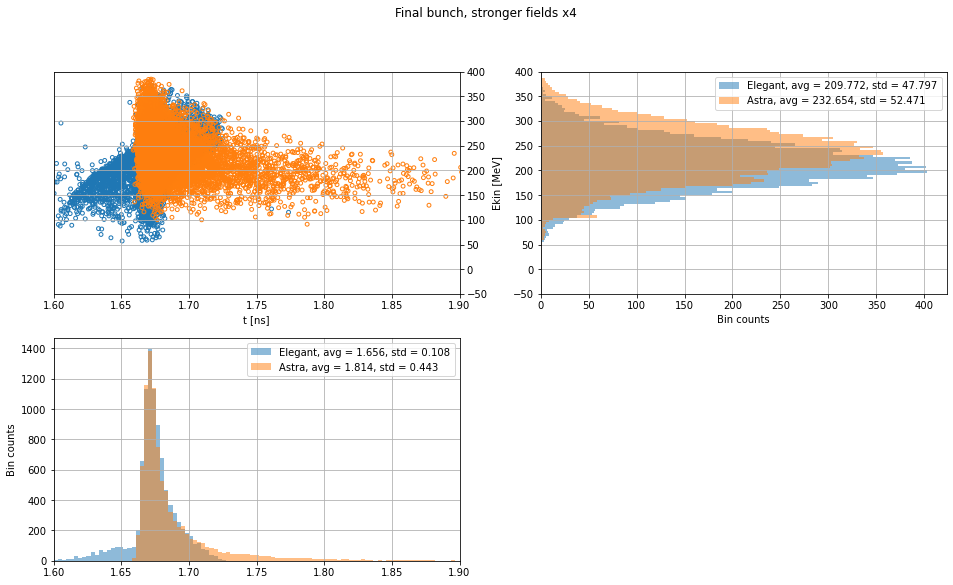 Final bunch, stronger fields x4
400
350
300
250
200
150
100
50
0
−50
1.60 1.65 1.70 1.75 1.80 1.85 1.90
t [ns]
Elegant, avg = 209.772, std = 47.797
Astra, avg = 232.654, std = 52.471
Ekin [MeV]
400
350
300
250
200
150
100
50
0
−50
0 50 100 150 200 250 300 350 400
Bin counts
Elegant, avg = 1.656, std = 0.108
Astra, avg = 1.814, std = 0.443
Bin counts
1400
1200
1000
800
600
400
200
0
1.60 1.65 1.70 1.75 1.80 1.85 1.90